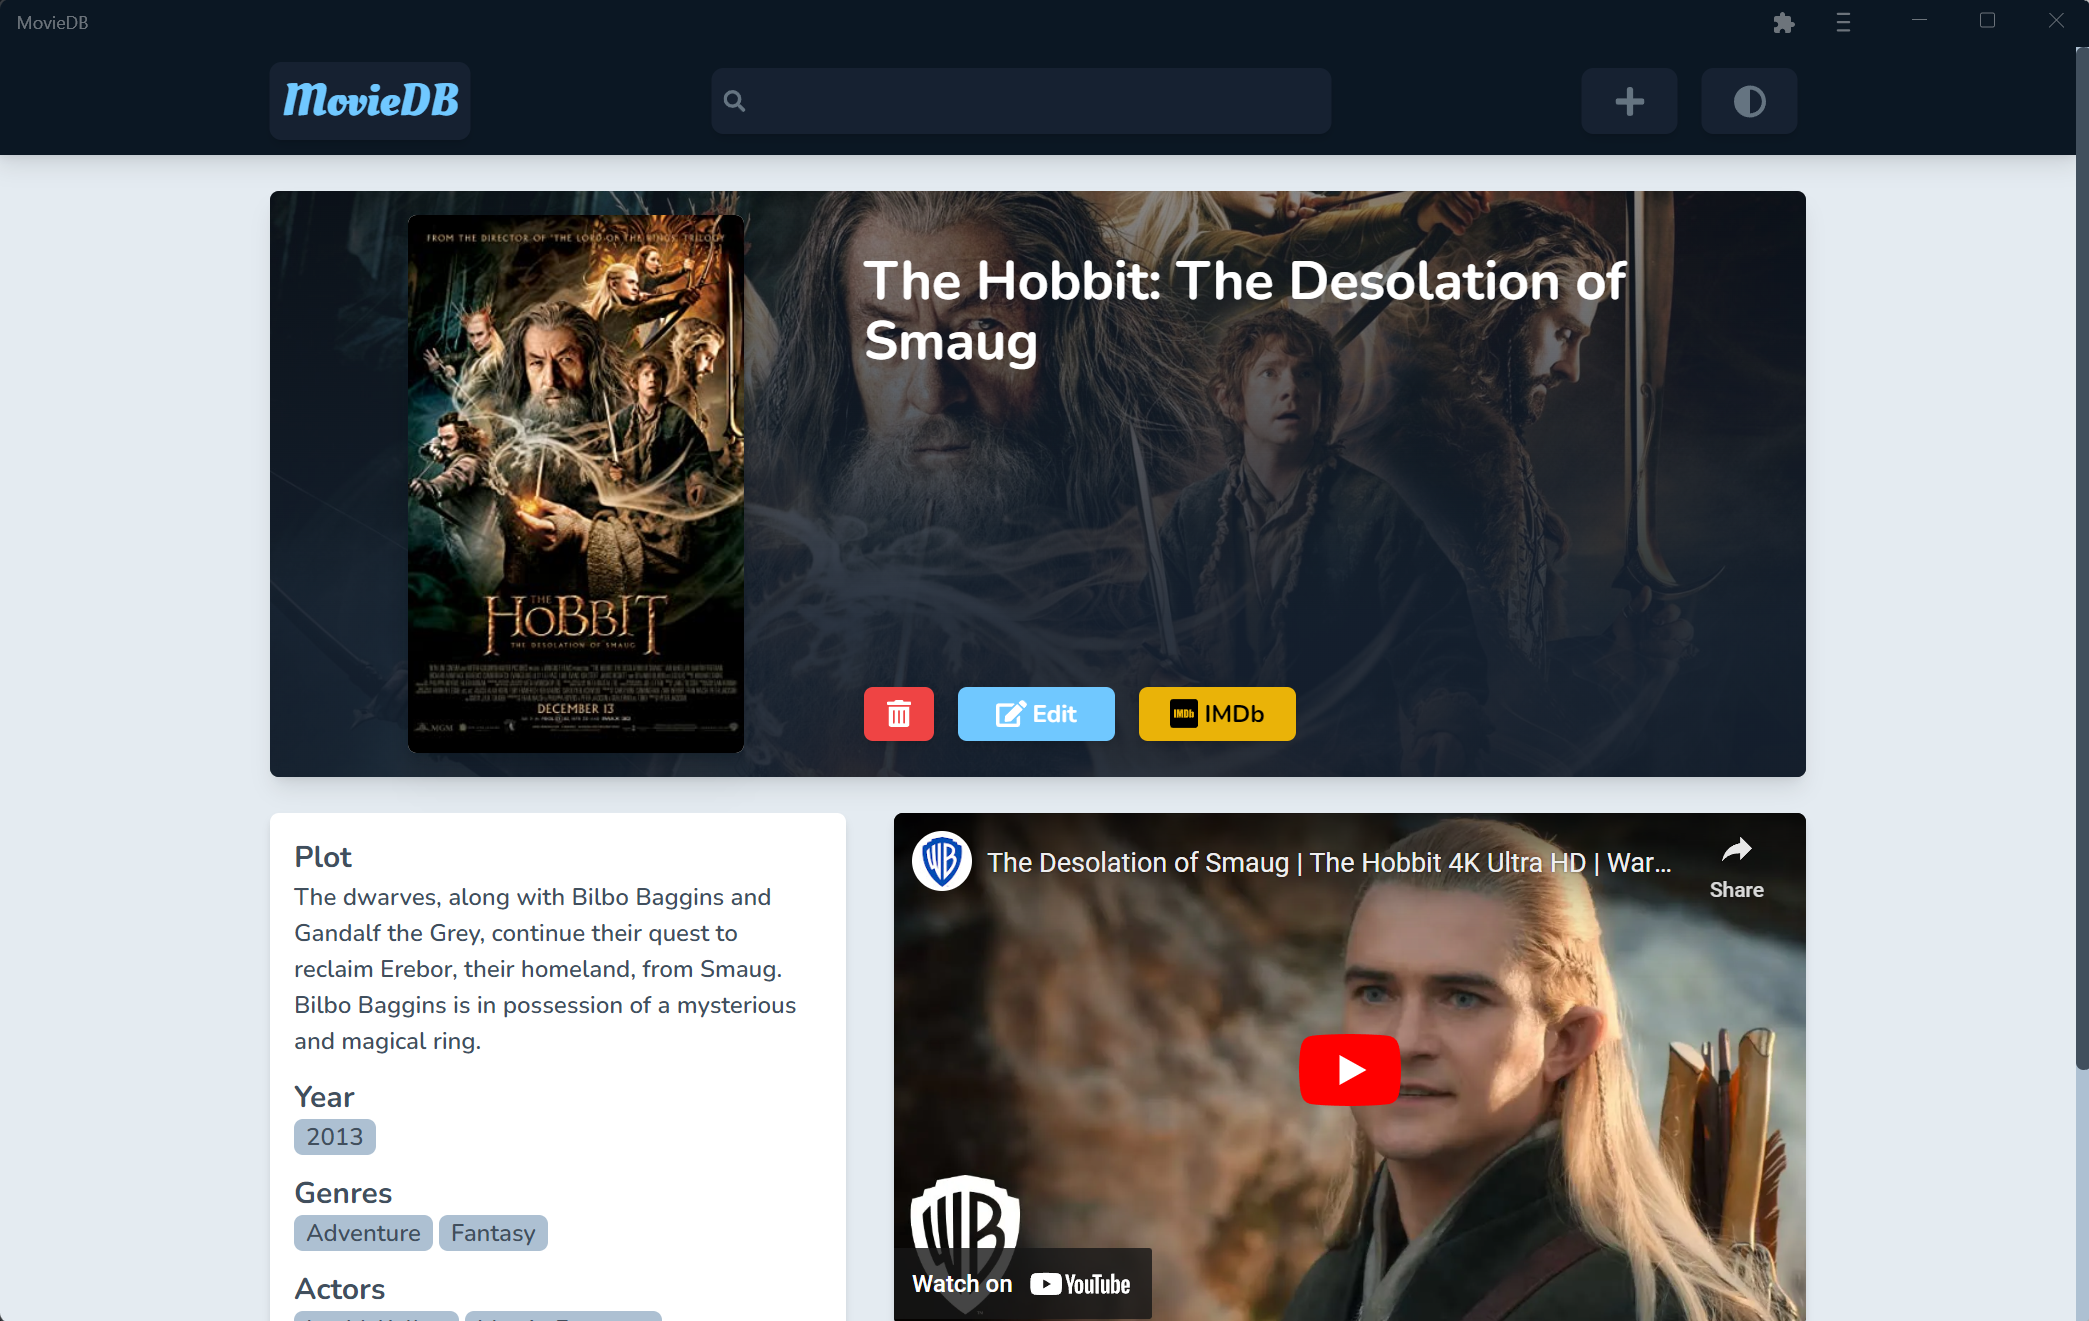 MovieDB
MovieDB
FROM THE DIRECTOR OF "THE LORD OF THE RINGS" TRILOGY
THE
HOBBIT
THE DESOLATION OF SMAUG
DECEMBER 13
MGM
The Hobbit: The Desolation of
Smaug
Edit
IMDb IMDb
Plot
The dwarves, along with Bilbo Baggins and
Gandalf the Grey, continue their quest to
reclaim Erebor, their homeland, from Smaug.
Bilbo Baggins is in possession of a mysterious
and magical ring.
Year
2013
Genres
Adventure Fantasy
Actors
WB
The Desolation of Smaug | The Hobbit 4K Ultra HD | War...
Share
WB
Watch on YouTube